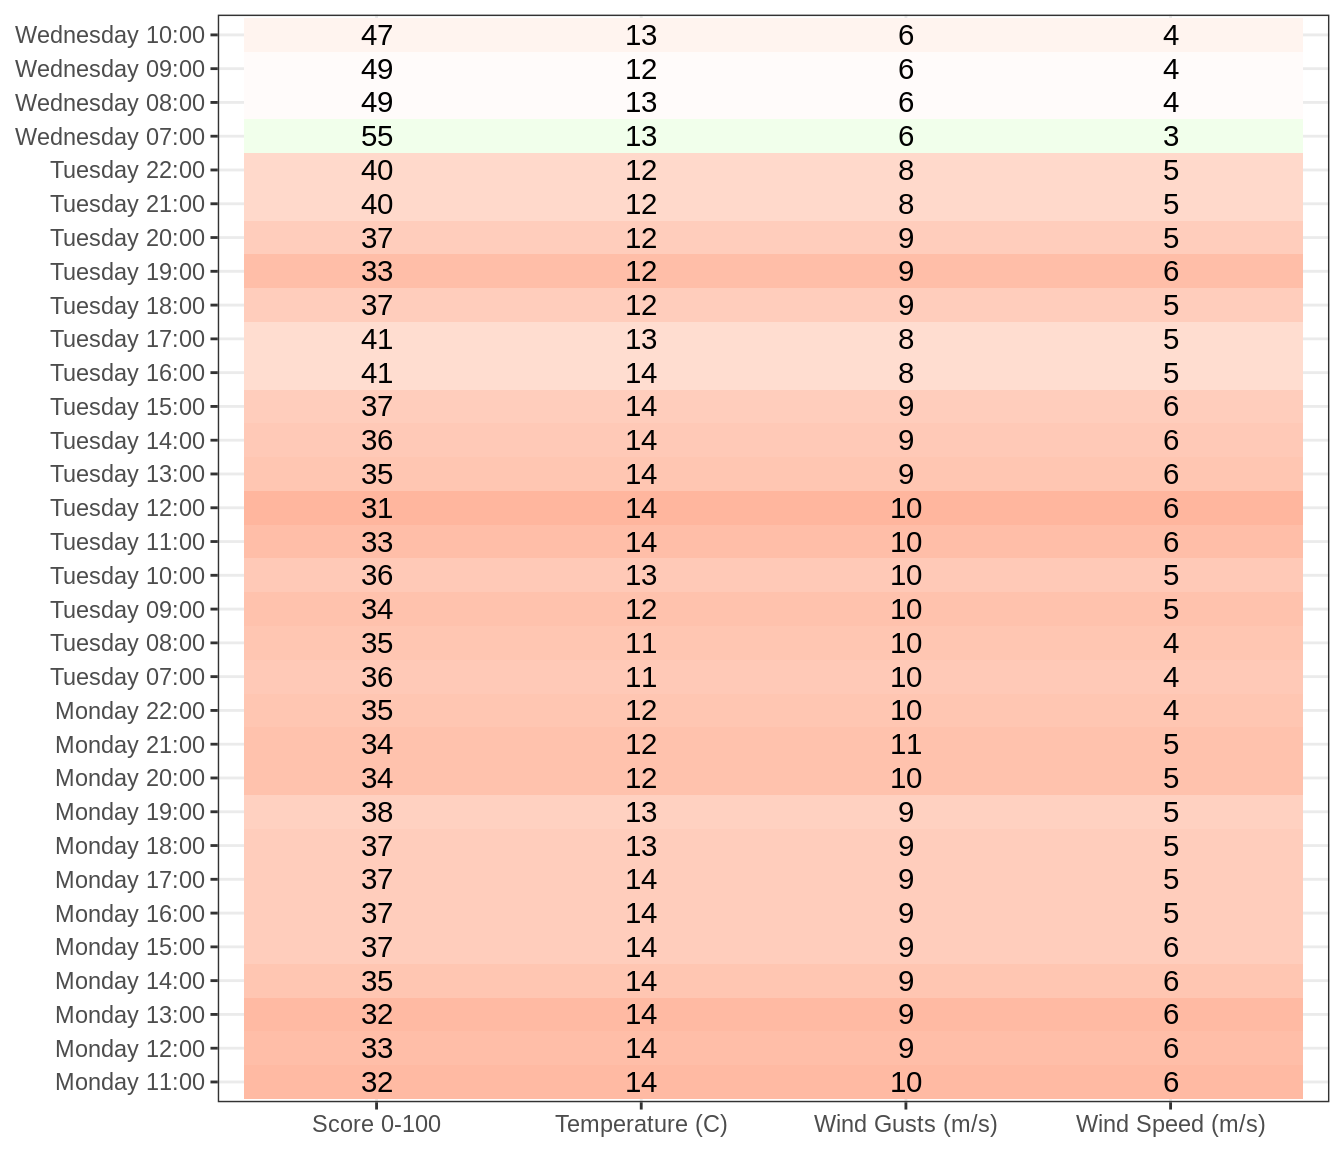 Wednesday 10:00 47 13 6 4
Wednesday 09:00 49 12 6 4
Wednesday 08:00 49 13 6 4
Wednesday 07:00 55 13 6 3
Tuesday 22:00 40 12 8 5
Tuesday 21:00 40 12 8 5
Tuesday 20:00 37 12 9 5
Tuesday 19:00 33 12 9 6
Tuesday 18:00 37 12 9 5
Tuesday 17:00 41 13 8 5
Tuesday 16:00 41 14 8 5
Tuesday 15:00 37 14 9 6
Tuesday 14:00 36 14 9 6
Tuesday 13:00 35 14 9 6
Tuesday 12:00 31 14 10 6
Tuesday 11:00 33 14 10 6
Tuesday 10:00 36 13 10 5
Tuesday 09:00 34 12 10 5
Tuesday 08:00 35 11 10 4
Tuesday 07:00 36 11 10 4
Monday 22:00 35 12 10 4
Monday 21:00 34 12 11 5
Monday 20:00 34 12 10 5
Monday 19:00 38 13 9 5
Monday 18:00 37 13 9 5
Monday 17:00 37 14 9 5
Monday 16:00 37 14 9 5
Monday 15:00 37 14 9 6
Monday 14:00 35 14 9 6
Monday 13:00 32 14 9 6
Monday 12:00 33 14 9 6
Monday 11:00 32 14 10 6
Score 0-100 Temperature (C) Wind Gusts (m/s) Wind Speed (m/s)